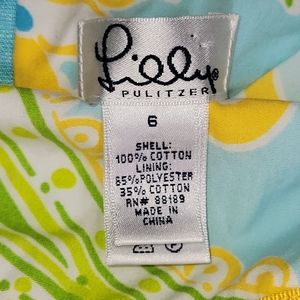 Lilly
PULITZER
6
SHELL:
100% COTTON
LINING:
65%POLYESTER
35% COTTON
RN# 88189
MADE IN
CHINA